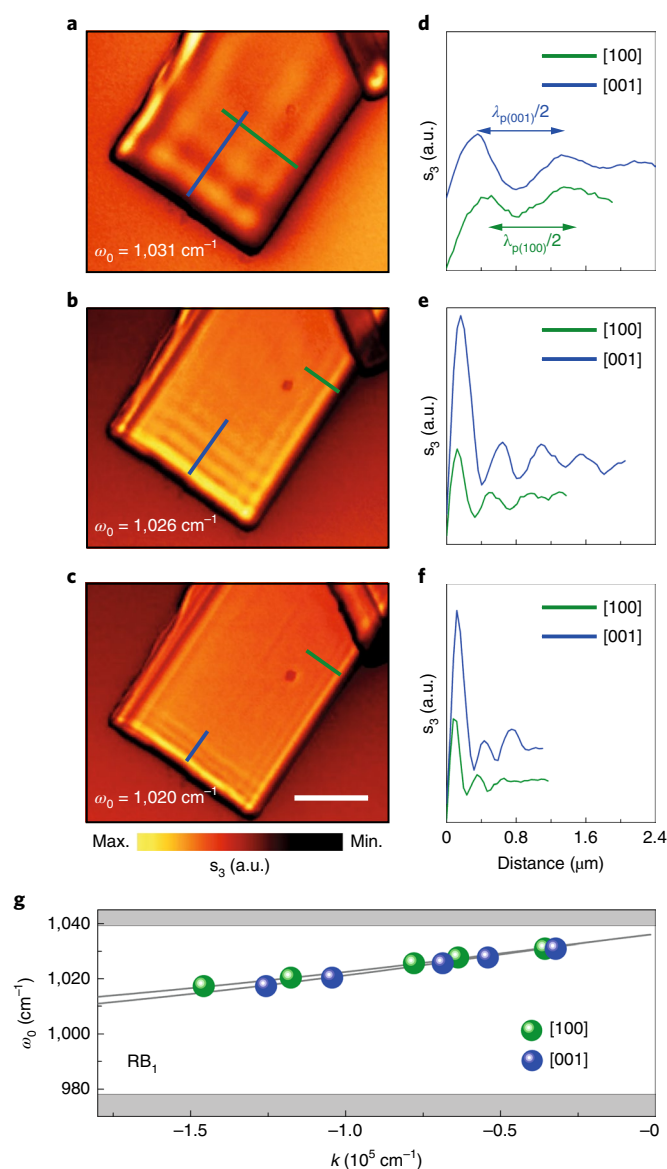 a
ω₀ = 1,031 cm⁻¹
b
ω₀ = 1,026 cm⁻¹
c
ω₀ = 1,020 cm⁻¹
Max. Min.
s₃ (a.u.)
d
[100]
[001]
λp(001)/2
λp(100)/2
s₃ (a.u.)
e
[100]
[001]
s₃ (a.u.)
f
[100]
[001]
s₃ (a.u.)
0 0.8 1.6 2.4
Distance (μm)
g
1,040
1,020
1,000
980
ω₀ (cm⁻¹)
[100]
[001]
RB₁
−1.5 −1.0 −0.5 −0
k (10⁵ cm⁻¹)